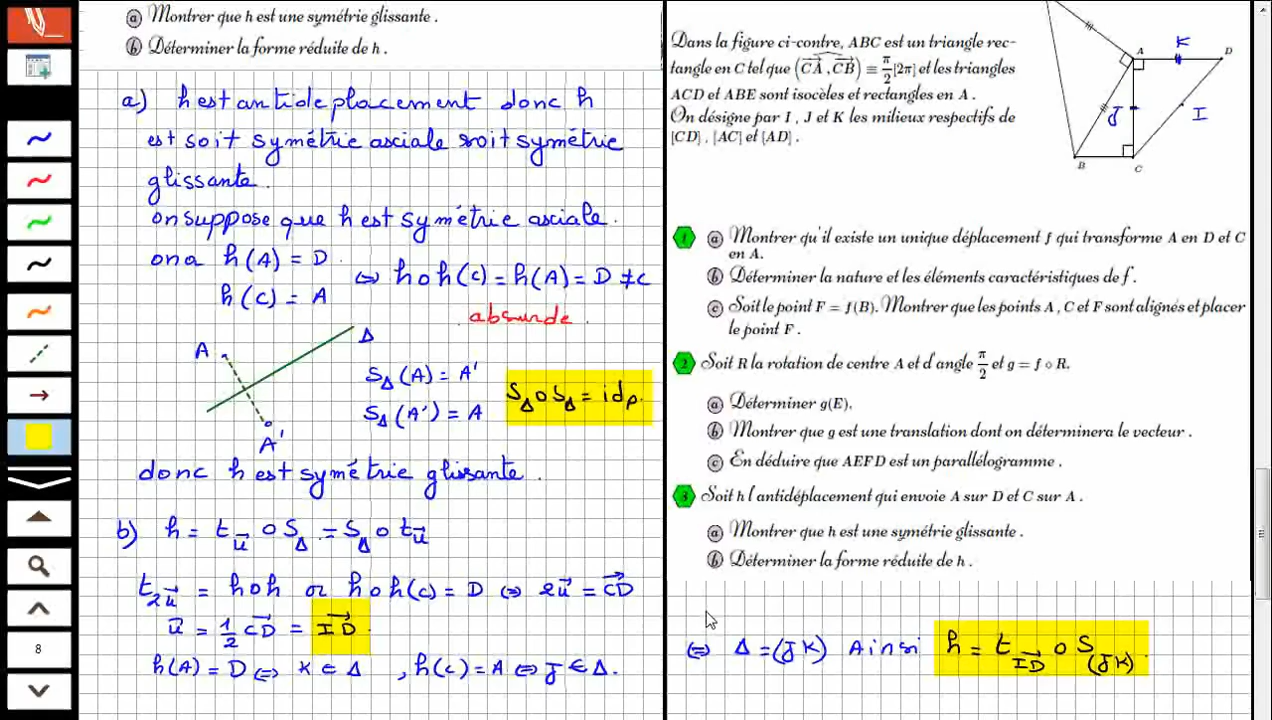 a Montrer que h est une symétrie glissante .
b Déterminer la forme réduite de h .
a) h est antideplacement donc h
est soit symétrie asciale soit symétrie
glissante.
on suppose que h est symétrie asciale.
on a h(A) = D
h(C) = A
⇔ hoh(C) = h(A) = D ≠ C
absurde .
A
Δ
A'
S_Δ (A) = A'
S_Δ (A') = A
S_Δ o S_Δ = id_P.
donc h est symétrie glissante .
b) h = t_u⃗ o S_Δ = S_Δ o t_u⃗
t_2u⃗ = hoh or hoh(c) = D ⇔ 2u⃗ = CD⃗
u⃗ = 1/2 CD⃗ = ID⃗
h(A) = D ⇔ K ∈ Δ , h(c) = A ⇔ J ∈ Δ.
8
Dans la figure ci-contre, ABC est un triangle rec-
tangle en C tel que (CA⃗ , CB⃗) ≡ π/2 [2π] et les triangles
ACD et ABE sont isocèles et rectangles en A .
On désigne par I , J et K les milieux respectifs de
[CD] , [AC] et [AD] .
A
K
D
J
I
B
C
1 a Montrer qu'il existe un unique déplacement f qui transforme A en D et C
en A.
b Déterminer la nature et les éléments caractéristiques de f .
c Soit le point F = f(B). Montrer que les points A , C et F sont alignés et placer
le point F .
2 Soit R la rotation de centre A et d'angle π/2 et g = f ∘ R.
a Déterminer g(E).
b Montrer que g est une translation dont on déterminera le vecteur .
c En déduire que AEFD est un parallélogramme .
3 Soit h l'antidéplacement qui envoie A sur D et C sur A .
a Montrer que h est une symétrie glissante .
b Déterminer la forme réduite de h .
⇔ Δ = (JK) Ainsi h = t_ID⃗ o S_(JK)